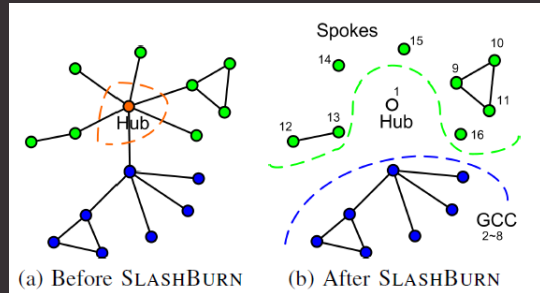 Spokes
15
14
10
9
1
Hub
Hub
11
13
12
16
GCC
2~8
(a) Before SLASHBURN
(b) After SLASHBURN